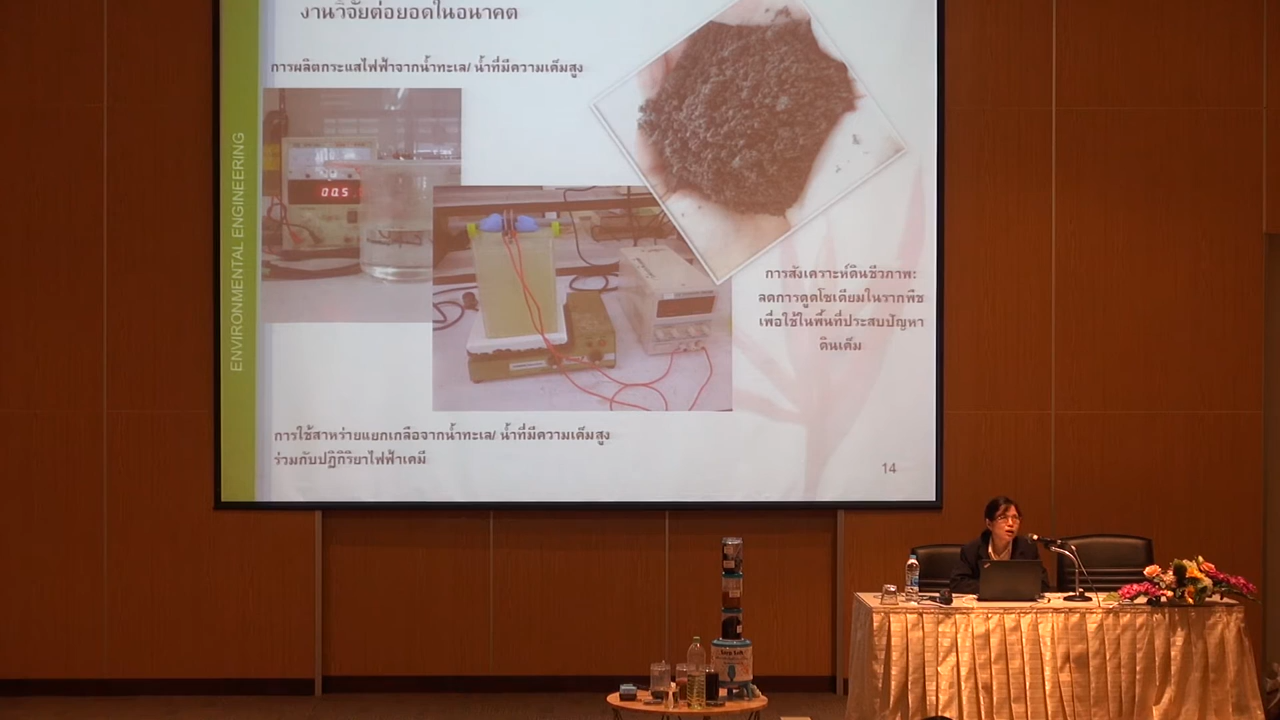 งานวิจัยต่อยอดในอนาคต
การผลิตกระแสไฟฟ้าจากน้ำทะเล/ น้ำที่มีความเค็มสูง
ENVIRONMENTAL ENGINEERING
00.5
การสังเคราะห์ดินชีวภาพ:
ลดการดูดโซเดียมในรากพืช
เพื่อใช้ในพื้นที่ประสบปัญหา
ดินเค็ม
การใช้สาหร่ายแยกเกลือจากน้ำทะเล/ น้ำที่มีความเค็มสูง
ร่วมกับปฏิกิริยาไฟฟ้าเคมี
14